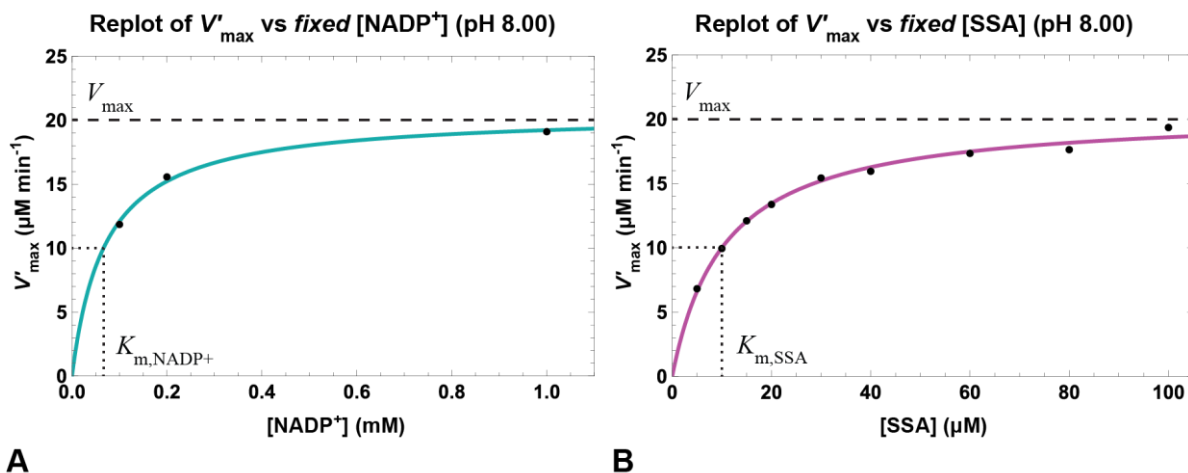 Replot of V'max vs fixed [NADP+] (pH 8.00)
25
20
15
10
5
0
V'max (µM min-1)
Vmax
Km,NADP+
0.0 0.2 0.4 0.6 0.8 1.0
[NADP+] (mM)
A
Replot of V'max vs fixed [SSA] (pH 8.00)
25
20
15
10
5
0
V'max (µM min-1)
Vmax
Km,SSA
0 20 40 60 80 100
[SSA] (µM)
B